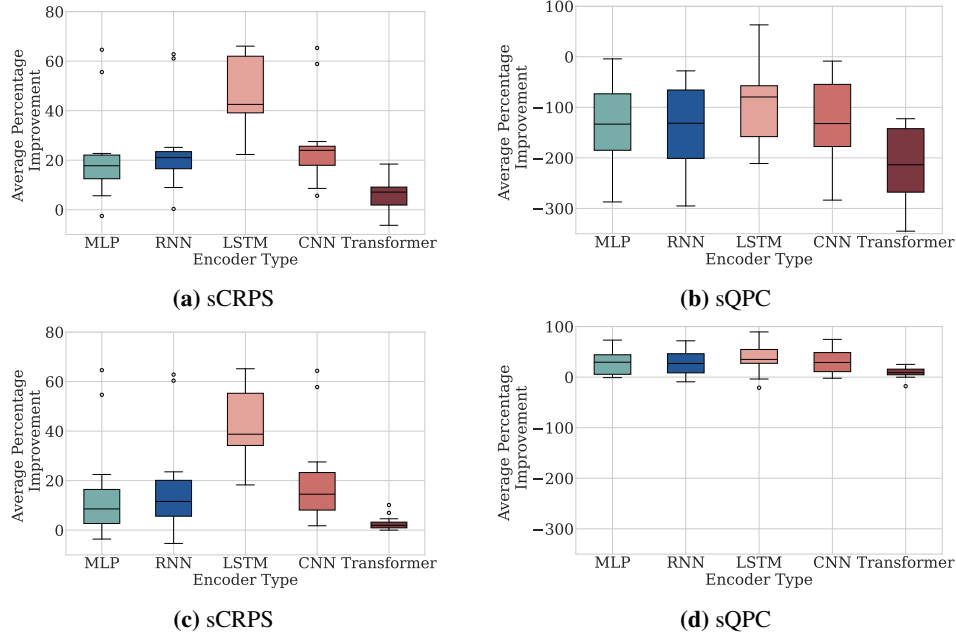 80
60
40
20
0
Average Percentage
Improvement
MLP RNN LSTM CNN Transformer
Encoder Type
(a) sCRPS
0
−100
−200
−300
Average Percentage
Improvement
MLP RNN LSTM CNN Transformer
Encoder Type
(b) sQPC
80
60
40
20
0
Average Percentage
Improvement
MLP RNN LSTM CNN Transformer
Encoder Type
(c) sCRPS
100
0
−100
−200
−300
Average Percentage
Improvement
MLP RNN LSTM CNN Transformer
Encoder Type
(d) sQPC